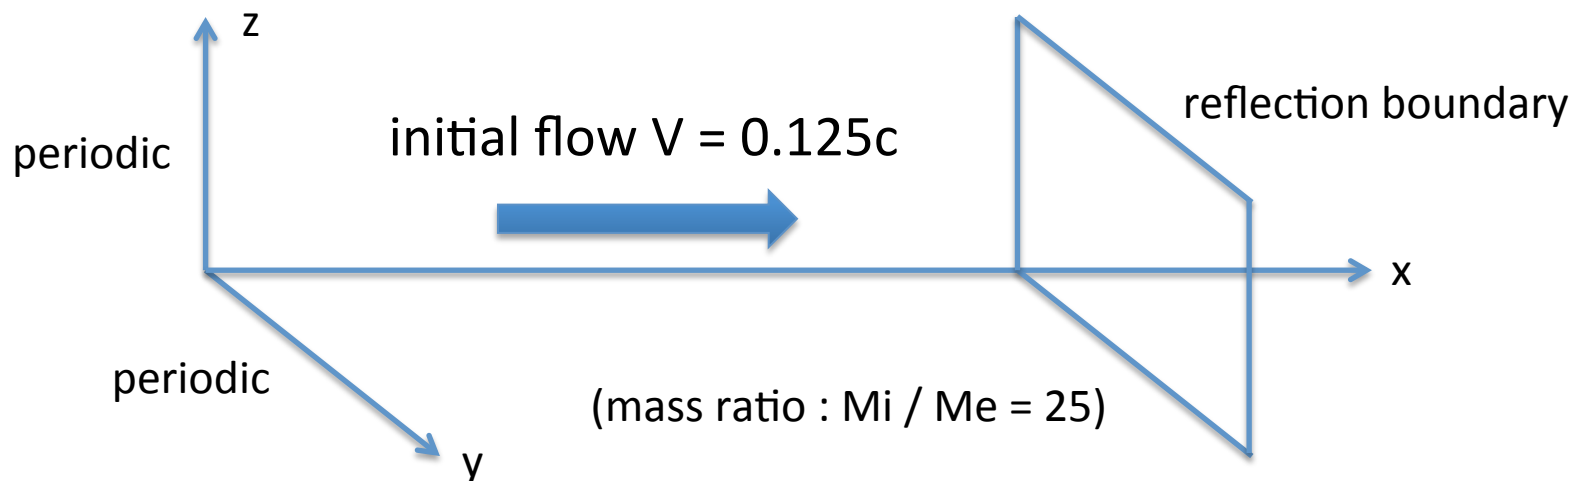 z
reflection boundary
initial flow V = 0.125c
periodic
x
periodic
(mass ratio : Mi / Me = 25)
y